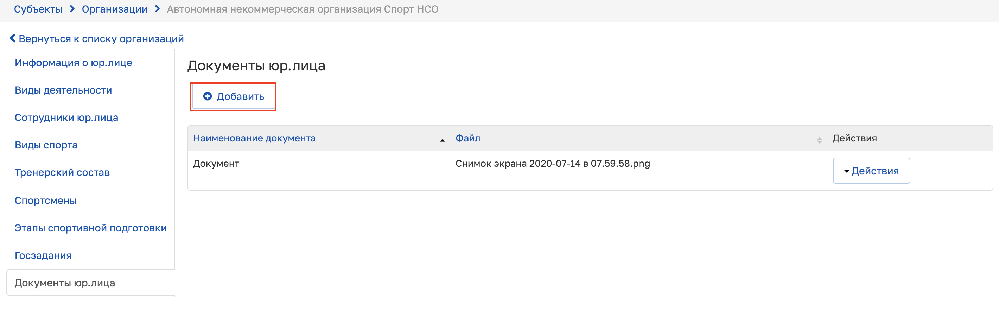 Субъекты > Организации > Автономная некоммерческая организация Спорт НСО
Вернуться к списку организаций
Информация о юр.лице
Виды деятельности
Сотрудники юр.лица
Виды спорта
Тренерский состав
Спортсмены
Этапы спортивной подготовки
Госзадания
Документы юр.лица
Документы юр.лица
Добавить
Наименование документа Файл Действия
Документ Снимок экрана 2020-07-14 в 07.59.58.png Действия